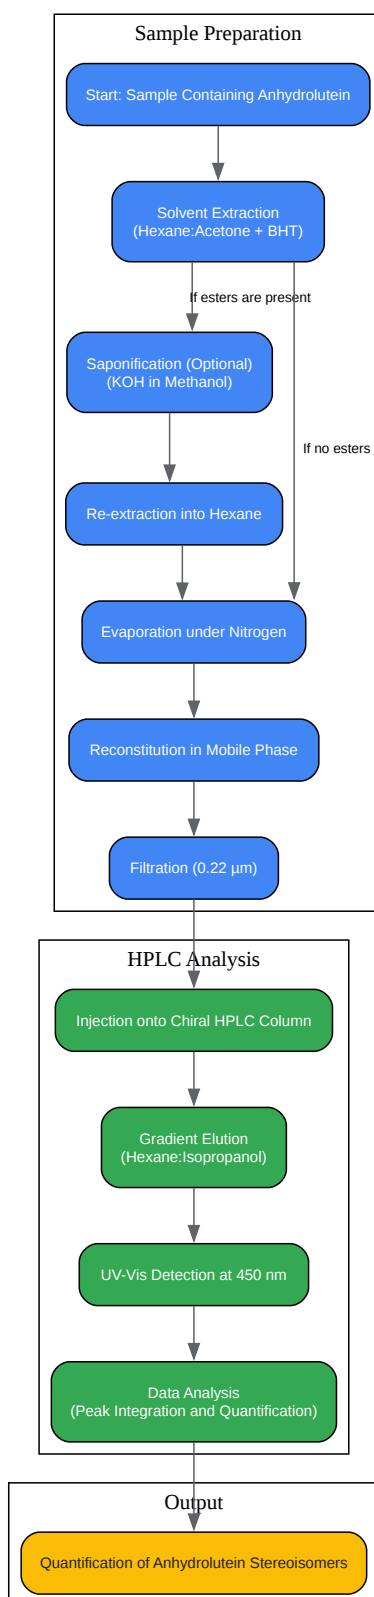 Sample Preparation
Start: Sample Containing Anhydrolutein
Solvent Extraction
(Hexane:Acetone + BHT)
If esters are present
Saponification (Optional)
(KOH in Methanol)
If no esters
Re-extraction into Hexane
Evaporation under Nitrogen
Reconstitution in Mobile Phase
Filtration (0.22 µm)
HPLC Analysis
Injection onto Chiral HPLC Column
Gradient Elution
(Hexane:Isopropanol)
UV-Vis Detection at 450 nm
Data Analysis
(Peak Integration and Quantification)
Output
Quantification of Anhydrolutein Stereoisomers